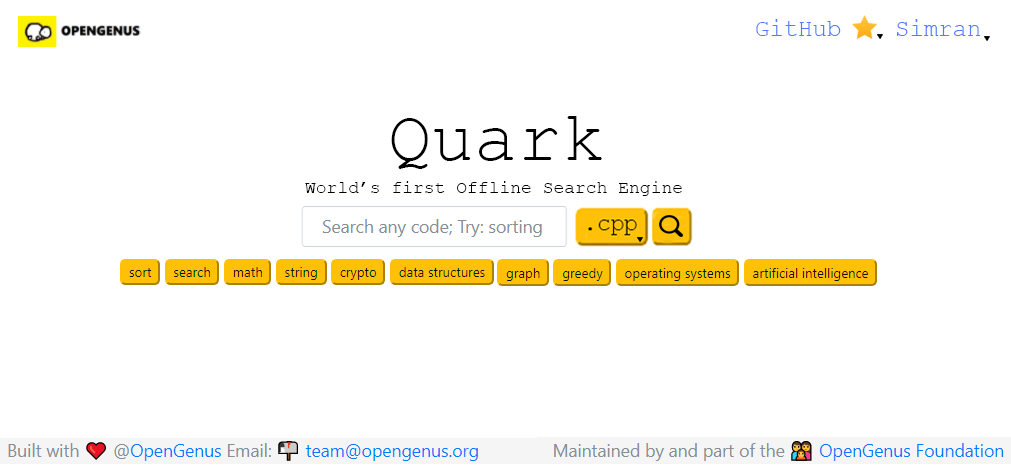 OPENGENUS GitHub ⭐ Simran
Quark
World's first Offline Search Engine
Search any code; Try: sorting .cpp
sort search math string crypto data structures graph greedy operating systems artificial intelligence
Built with ❤️ @OpenGenus Email: 📬 team@opengenus.org Maintained by and part of the 👩‍👩‍👧‍👦 OpenGenus Foundation